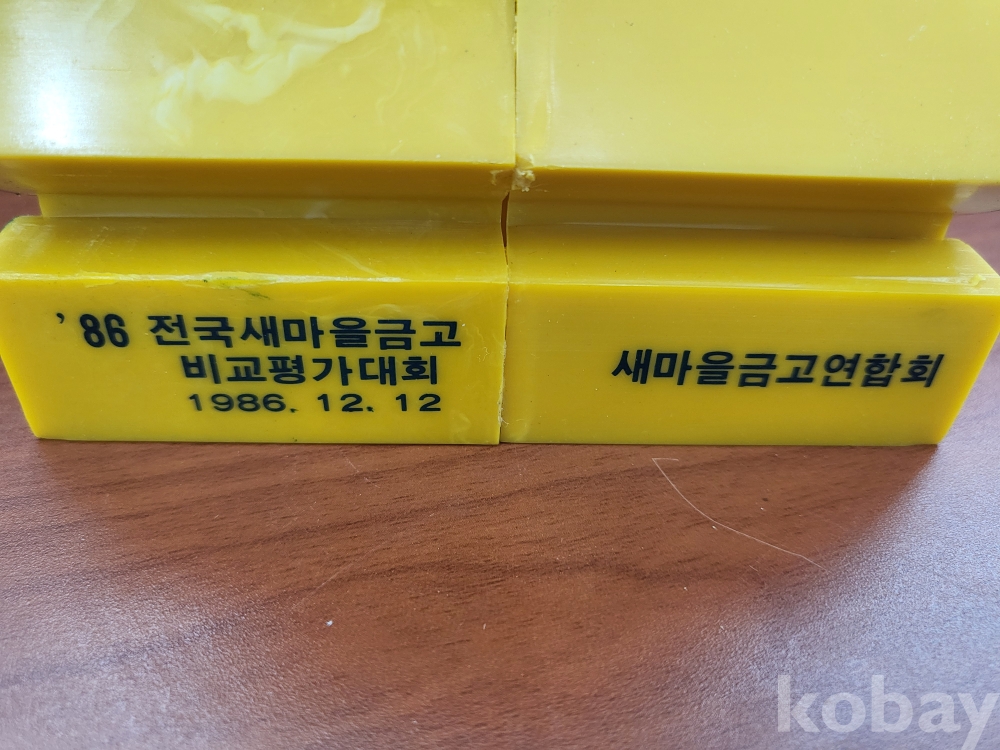 '86 전국새마을금고
비교평가대회
1986. 12. 12
새마을금고연합회
kobay